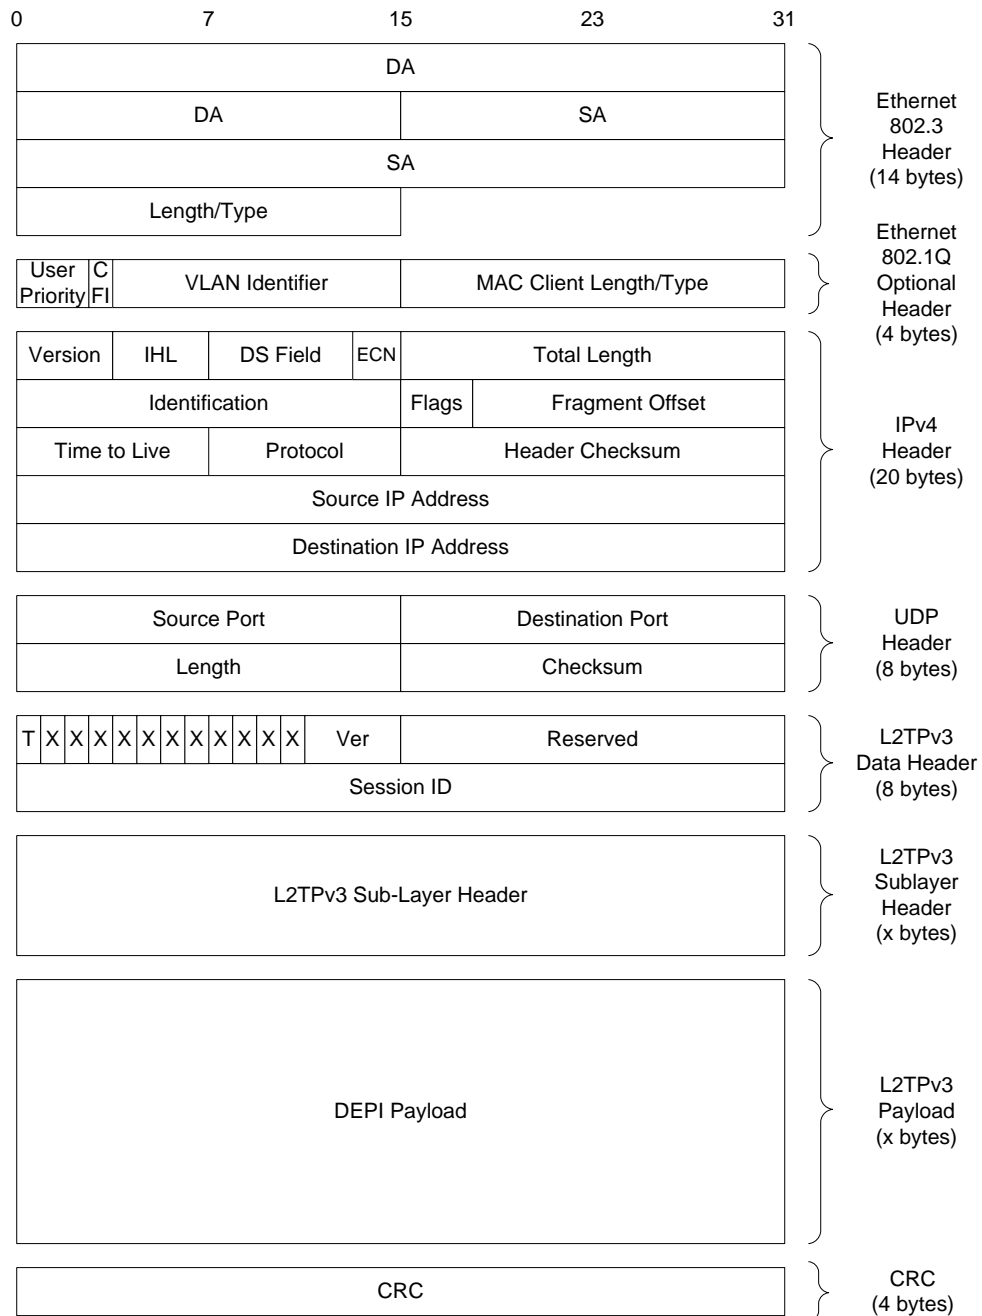 0 7 15 23 31
DA
DA SA
SA
Length/Type
Ethernet
802.3
Header
(14 bytes)
User
Priority
C
FI
VLAN Identifier
MAC Client Length/Type
Ethernet
802.1Q
Optional
Header
(4 bytes)
Version IHL DS Field ECN Total Length
Identification Flags Fragment Offset
Time to Live Protocol Header Checksum
Source IP Address
Destination IP Address
IPv4
Header
(20 bytes)
Source Port Destination Port
Length Checksum
UDP
Header
(8 bytes)
T X X X X X X X X X X X Ver Reserved
Session ID
L2TPv3
Data Header
(8 bytes)
L2TPv3 Sub-Layer Header
L2TPv3
Sublayer
Header
(x bytes)
DEPI Payload
L2TPv3
Payload
(x bytes)
CRC
CRC
(4 bytes)